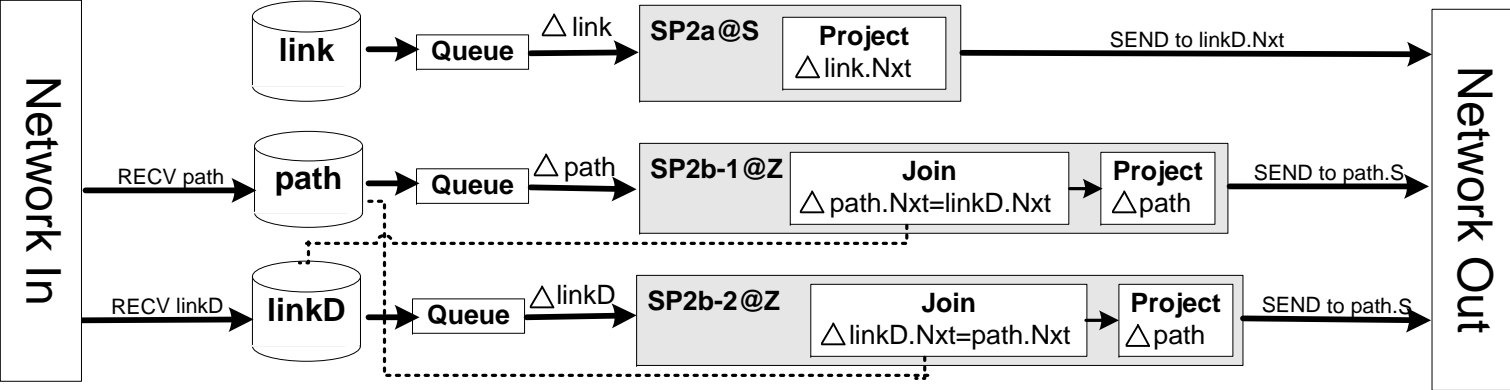 Network In
link
Queue
△ link
SP2a@S
Project
△ link.Nxt
SEND to linkD.Nxt
RECV path
path
Queue
△ path
SP2b-1@Z
Join
△ path.Nxt=linkD.Nxt
Project
△path
SEND to path.S
RECV linkD
linkD
Queue
△linkD
SP2b-2@Z
Join
△linkD.Nxt=path.Nxt
Project
△path
SEND to path.S
Network Out